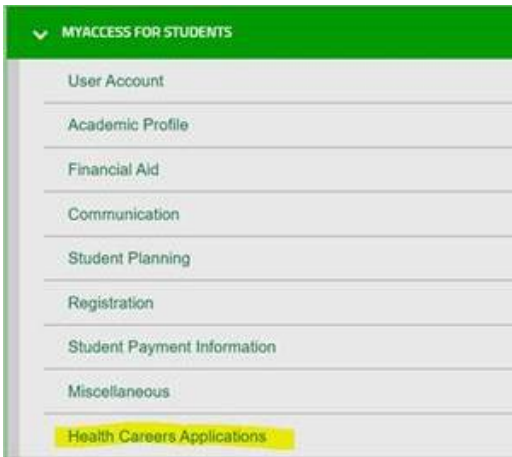 MYACCESS FOR STUDENTS
User Account
Academic Profile
Financial Aid
Communication
Student Planning
Registration
Student Payment Information
Miscellaneous
Health Careers Applications